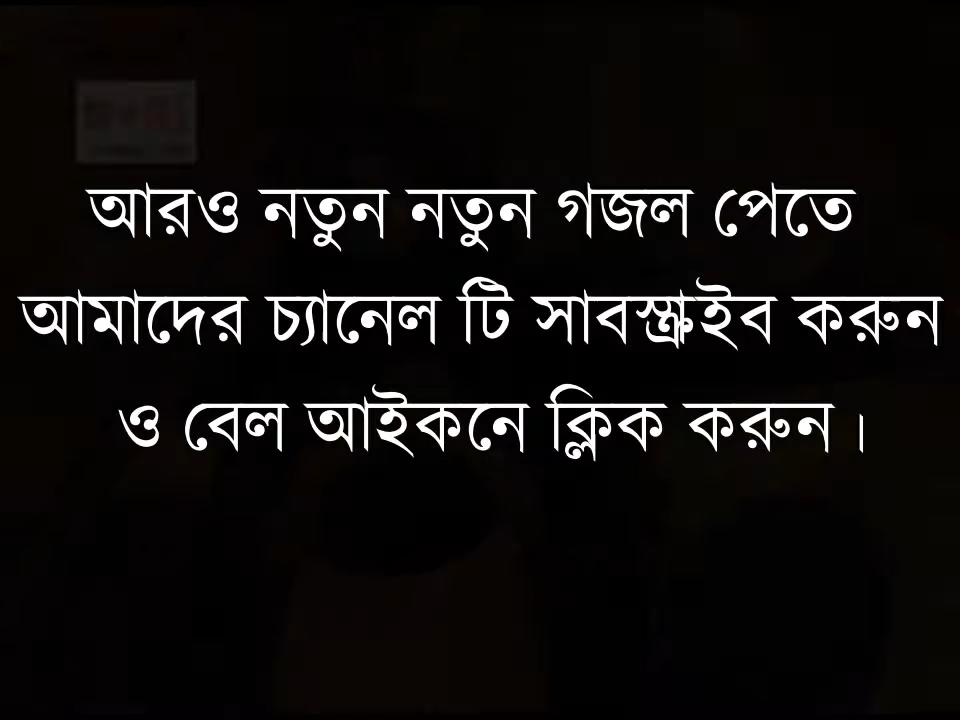 আরও নতুন নতুন গজল পেতে
আমাদের চ্যানেল টি সাবস্ক্রাইব করুন
ও বেল আইকনে ক্লিক করুন।